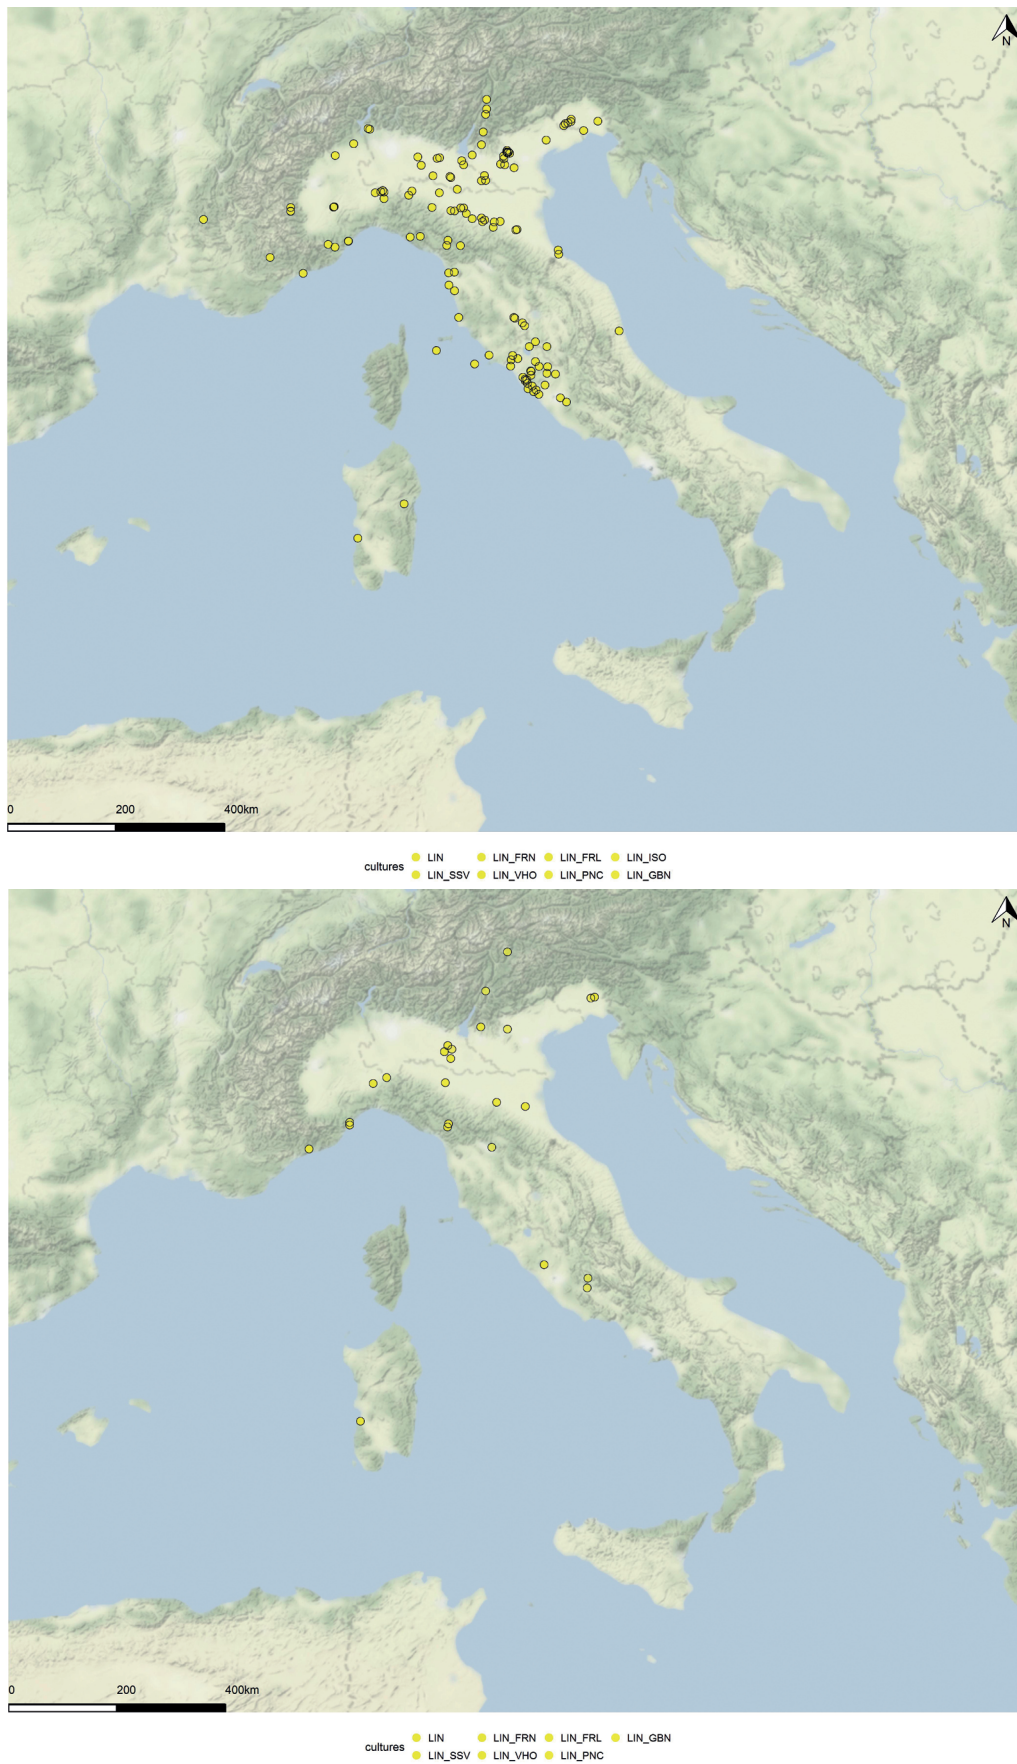 N
0 200 400km
cultures LIN LIN_FRN LIN_FRL LIN_ISO
LIN_SSV LIN_VHO LIN_PNC LIN_GBN
N
0 200 400km
cultures LIN LIN_FRN LIN_FRL LIN_GBN
LIN_SSV LIN_VHO LIN_PNC